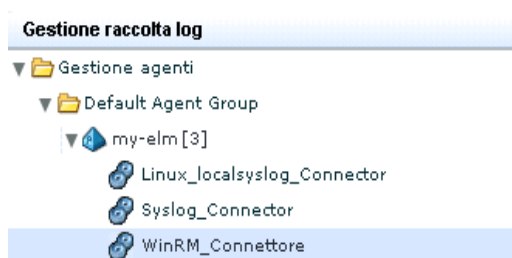 Gestione raccolta log
Gestione agenti
Default Agent Group
my-elm [3]
Linux_localsyslog_Connector
Syslog_Connector
WinRM_Connettore